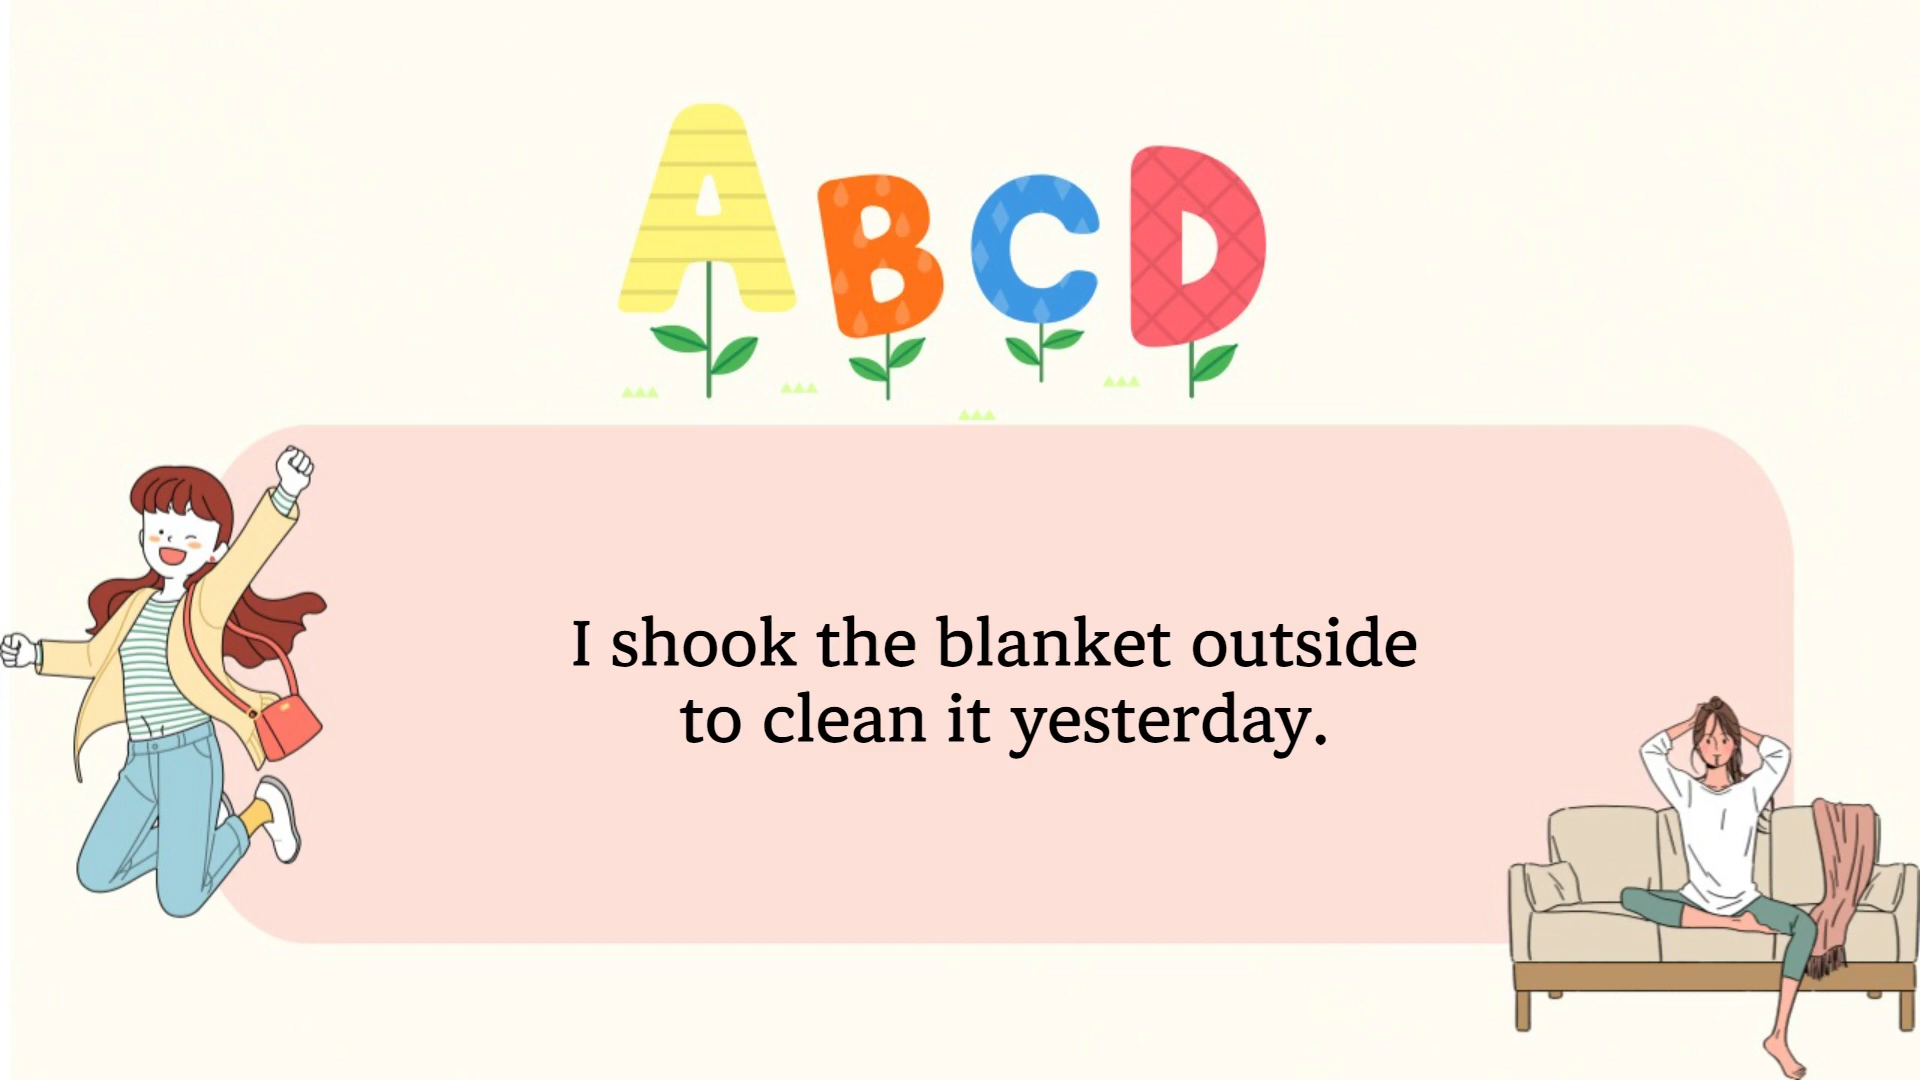 ABCD
I shook the blanket outside
to clean it yesterday.